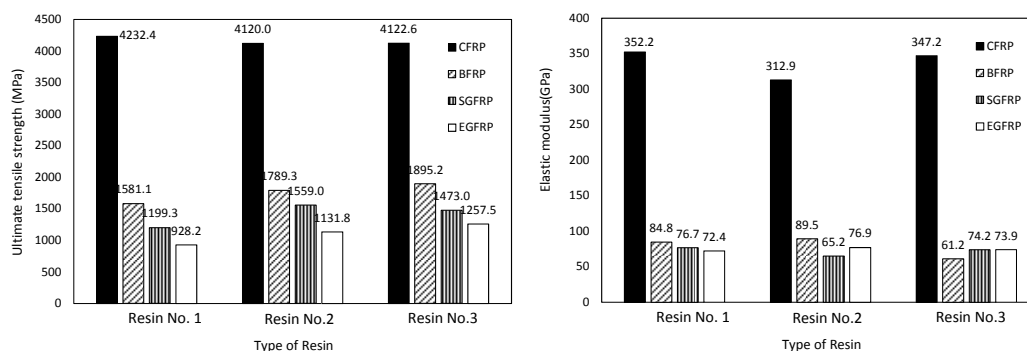 4500
4000
3500
3000
2500
2000
1500
1000
500
0
Ultimate tensile strength (MPa)
4232.4
1581.1
1199.3
928.2
4120.0
1789.3
1559.0
1131.8
4122.6
1895.2
1473.0
1257.5
CFRP
BFRP
SGFRP
EGFRP
Resin No. 1
Resin No.2
Resin No.3
Type of Resin
400
350
300
250
200
150
100
50
0
Elastic modulus(GPa)
352.2
84.8
76.7
72.4
312.9
89.5
65.2
76.9
347.2
61.2
74.2
73.9
CFRP
BFRP
SGFRP
EGFRP
Resin No. 1
Resin No.2
Resin No.3
Type of Resin